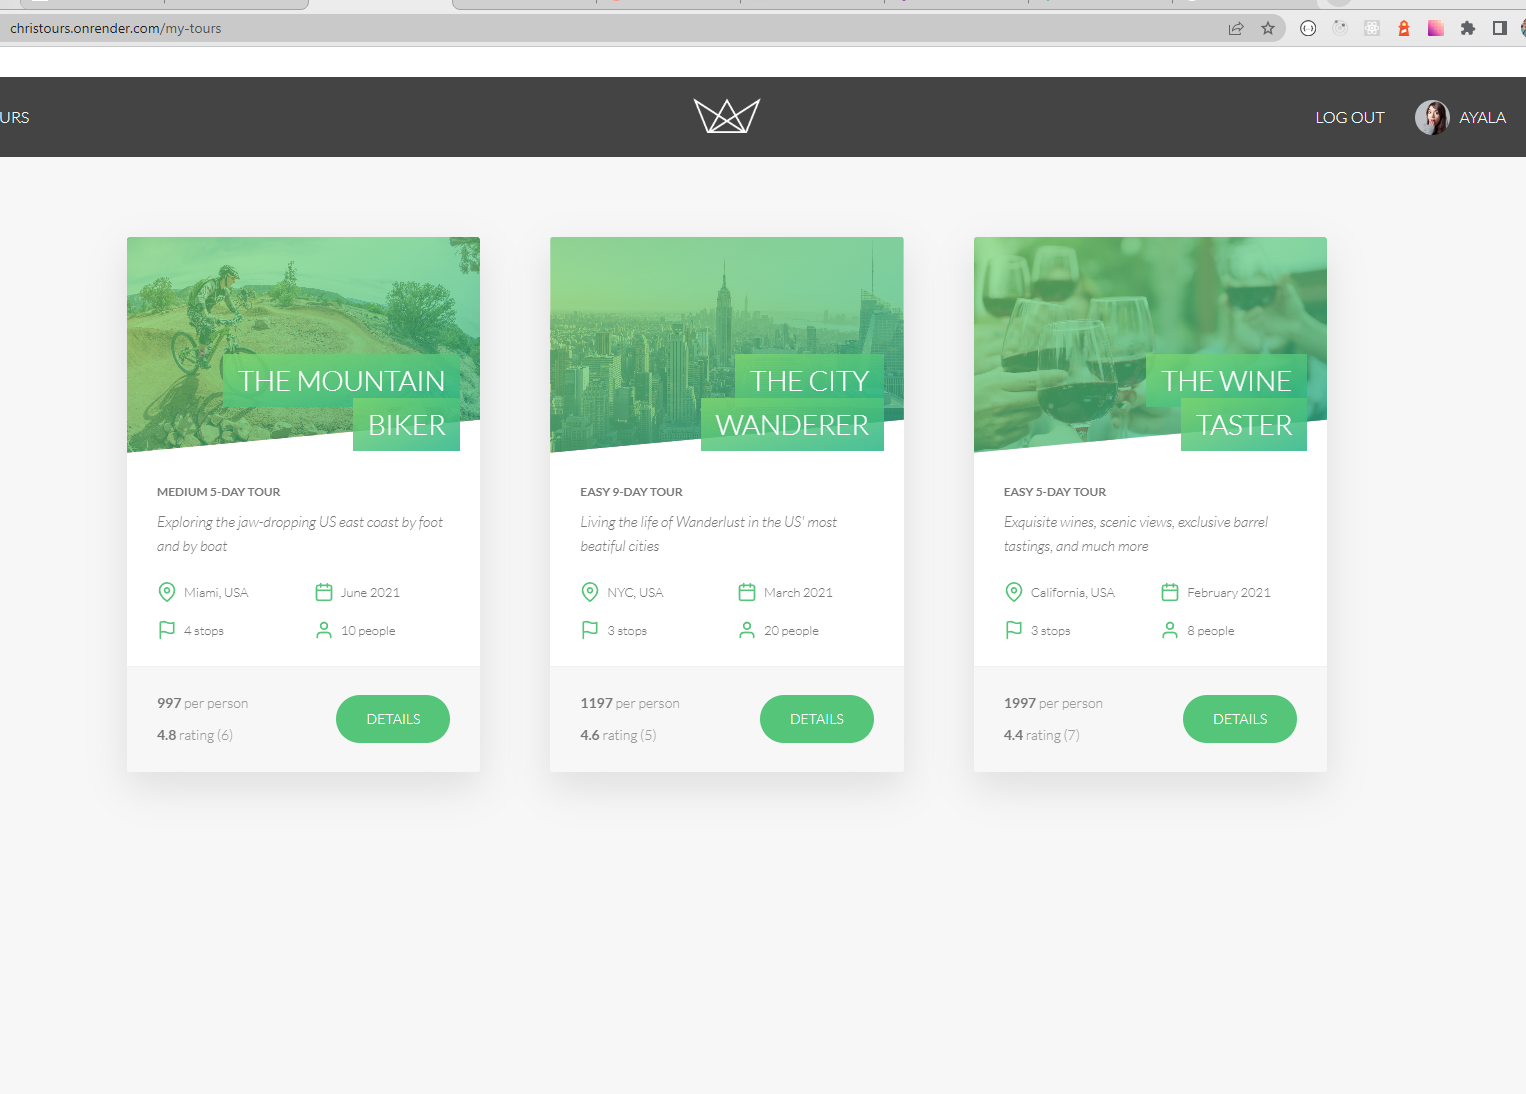 christours.onrender.com/my-tours
URS
LOG OUT
AYALA
THE MOUNTAIN
BIKER
MEDIUM 5-DAY TOUR
Exploring the jaw-dropping US east coast by foot
and by boat
Miami, USA
June 2021
4 stops
10 people
997 per person
4.8 rating (6)
DETAILS
THE CITY
WANDERER
EASY 9-DAY TOUR
Living the life of Wanderlust in the US' most
beatiful cities
NYC, USA
March 2021
3 stops
20 people
1197 per person
4.6 rating (5)
DETAILS
THE WINE
TASTER
EASY 5-DAY TOUR
Exquisite wines, scenic views, exclusive barrel
tastings, and much more
California, USA
February 2021
3 stops
8 people
1997 per person
4.4 rating (7)
DETAILS